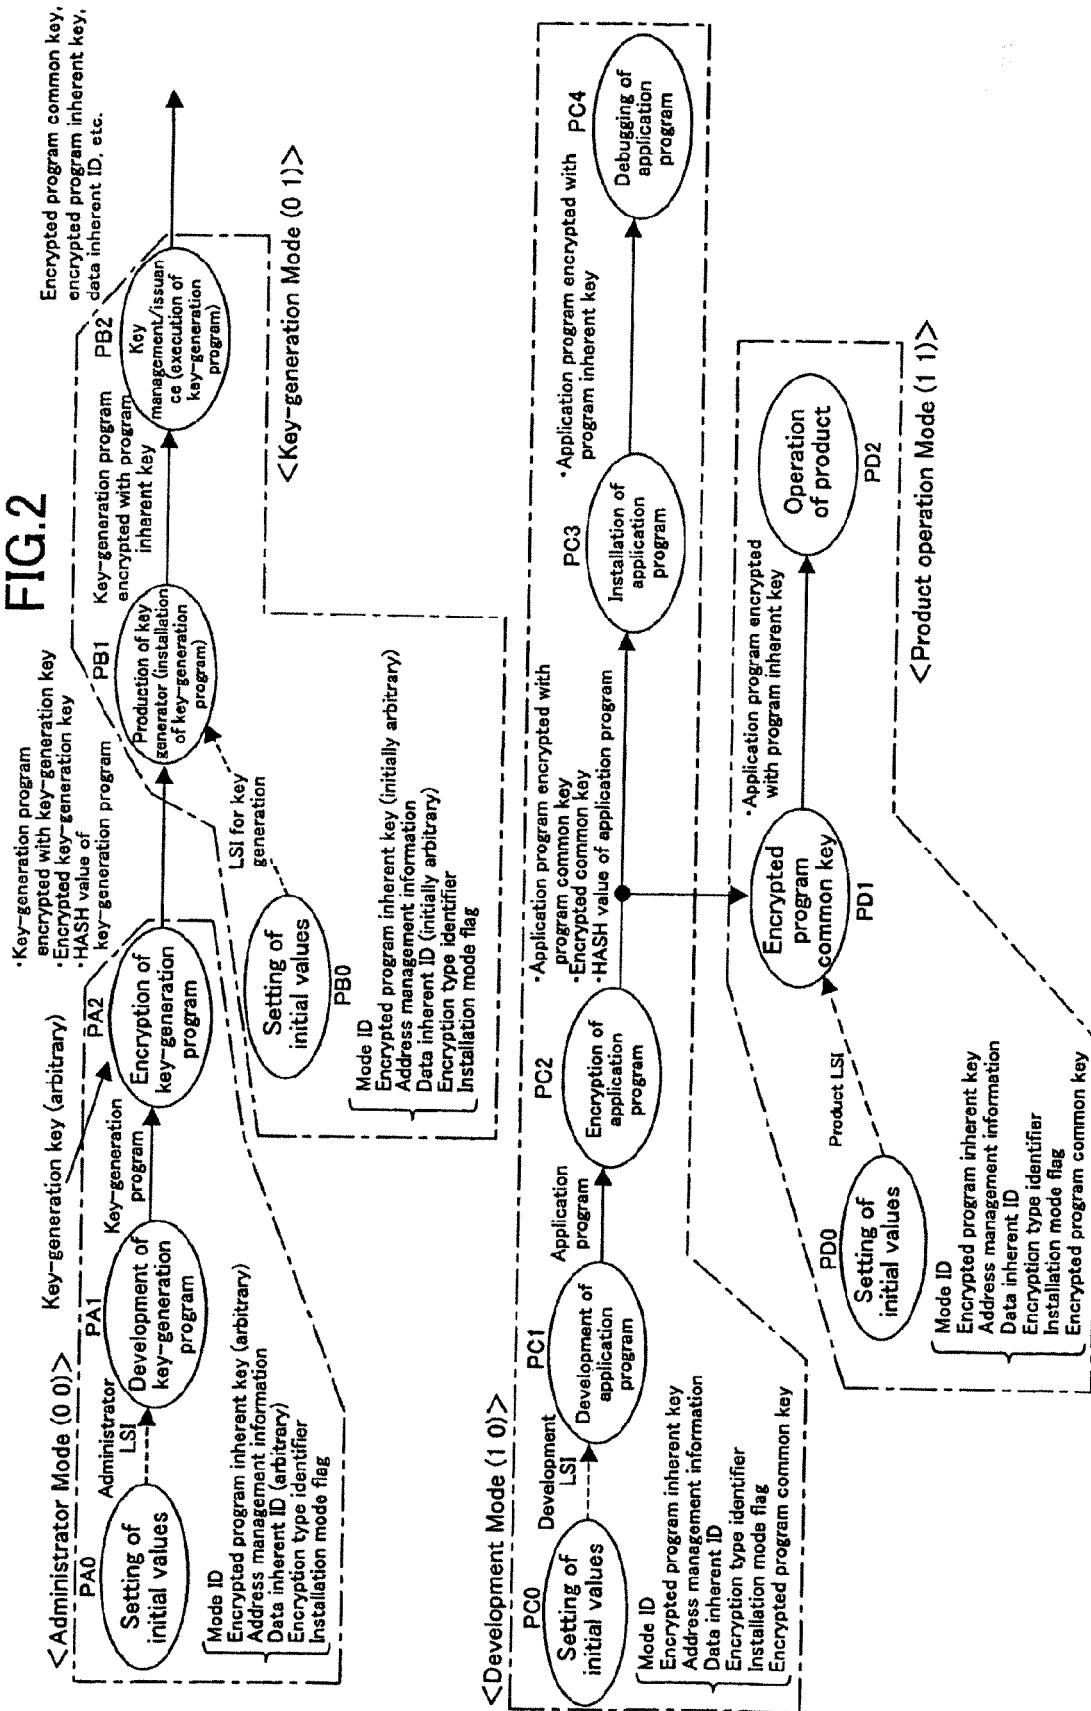 FIG.2
<Administrator Mode (0 0)>
PA0
Setting of
initial values
Mode ID
Encrypted program inherent key (arbitrary)
Address management information
Data inherent ID (arbitrary)
Encryption type identifier
Installation mode flag
Administrator
LSI
PA1
Development of
key-generation
program
Key-generation
program
Key-generation key (arbitrary)
PA2
Encryption of
key-generation
program
・Key-generation program
encrypted with key-generation key
・Encrypted key-generation key
・HASH value of
key-generation program
PB0
Setting of
initial values
Mode ID
Encrypted program inherent key (initially arbitrary)
Address management information
Data inherent ID (initially arbitrary)
Encryption type identifier
Installation mode flag
LSI for key
generation
PB1
Production of key
generator (installation
of key-generation
program)
Key-generation program
encrypted with program
inherent key
PB2
Key
management/issuan
ce (execution of
key-generation
program)
Encrypted program common key,
encrypted program inherent key,
data inherent ID, etc.
<Key-generation Mode (0 1)>
<Development Mode (1 0)>
PC0
Setting of
initial values
Mode ID
Encrypted program inherent key
Address management information
Data inherent ID
Encryption type identifier
Installation mode flag
Encrypted program common key
Development
LSI
PC1
Development of
application
program
Application
program
PC2
Encryption of
application
program
・Application program encrypted with
program common key
・Encrypted common key
・HASH value of application program
PC3
Installation of
application
program
・Application program encrypted with
program inherent key
PC4
Debugging of
application
program
PD0
Setting of
initial values
Mode ID
Encrypted program inherent key
Address management information
Data inherent ID
Encryption type identifier
Installation mode flag
Encrypted program common key
Product LSI
Encrypted
program
common key
PD1
・Application program encrypted
with program inherent key
Operation
of product
PD2
<Product operation Mode (1 1)>